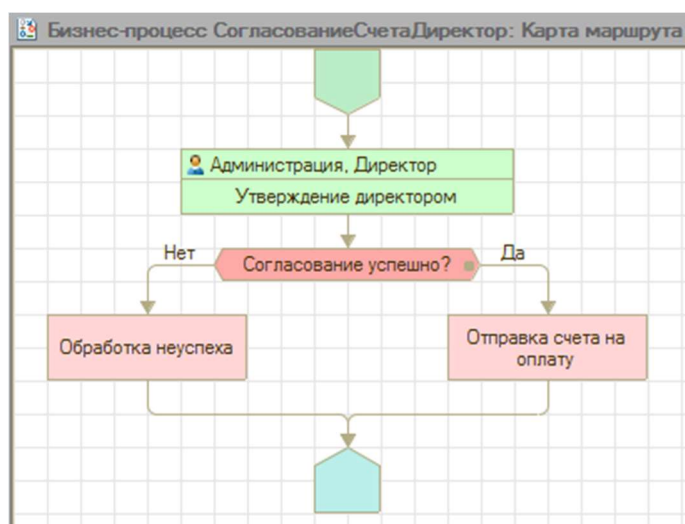 Бизнес-процесс СогласованиеСчетаДиректор: Карта маршрута
Администрация, Директор
Утверждение директором
Нет
Согласование успешно?
Да
Обработка неуспеха
Отправка счета на
оплату